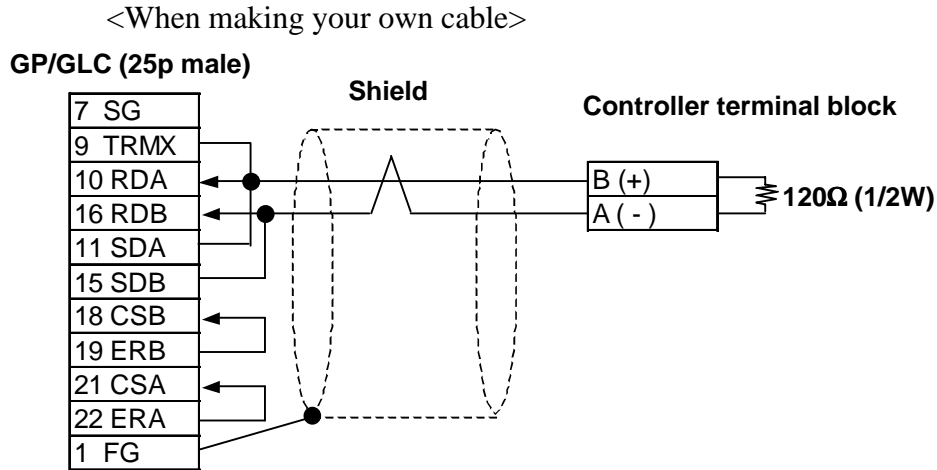 <When making your own cable>
GP/GLC (25p male)
Shield
Controller terminal block
7 SG
9 TRMX
10 RDA
16 RDB
11 SDA
15 SDB
18 CSB
19 ERB
21 CSA
22 ERA
1 FG
B (+)
A ( - )
120Ω (1/2W)